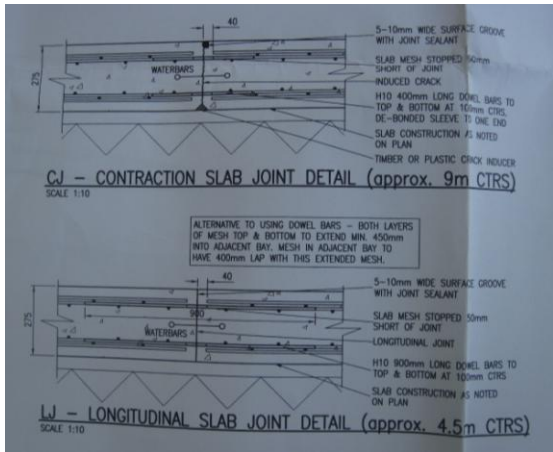 40
5-10mm WIDE SURFACE GROOVE
WITH JOINT SEALANT
SLAB MESH STOPPED 50mm
SHORT OF JOINT
275
WATERBARS
INDUCED CRACK
H10 400mm LONG DOWEL BARS TO
TOP & BOTTOM AT 100mm CTRS.
DE-BONDED SLEEVE TO ONE END
SLAB CONSTRUCTION AS NOTED
ON PLAN
TIMBER OR PLASTIC CRICK INDUCER
CJ - CONTRACTION SLAB JOINT DETAIL (approx. 9m CTRS)
SCALE 1:10
ALTERNATIVE TO USING DOWEL BARS - BOTH LAYERS
OF MESH TOP & BOTTOM TO EXTEND MIN. 450mm
INTO ADJACENT BAY. MESH IN ADJACENT BAY TO
HAVE 400mm LAP WITH THIS EXTENDED MESH.
40
5-10mm WIDE SURFACE GROOVE
WITH JOINT SEALANT
SLAB MESH STOPPED 50mm
SHORT OF JOINT
900
275
WATERBARS
LONGITUDINAL JOINT
H10 900mm LONG DOWEL BARS TO
TOP & BOTTOM AT 100mm CTRS
SLAB CONSTRUCTION AS NOTED
ON PLAN
LJ - LONGITUDINAL SLAB JOINT DETAIL (approx. 4.5m CTRS)
SCALE 1:10